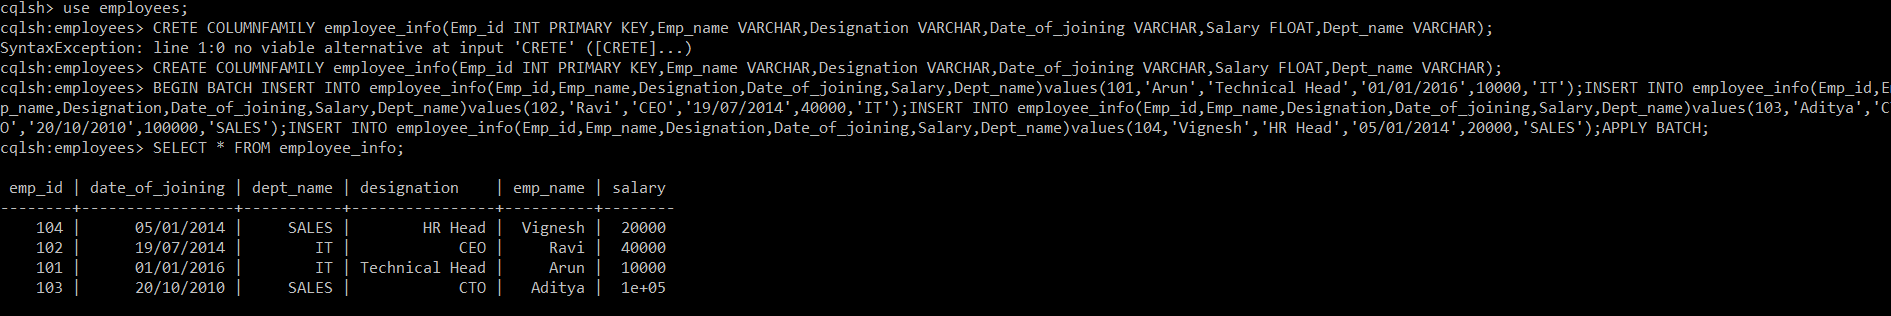 cqlsh> use employees;
cqlsh:employees> CRETE COLUMNFAMILY employee_info(Emp_id INT PRIMARY KEY,Emp_name VARCHAR,Designation VARCHAR,Date_of_joining VARCHAR,Salary FLOAT,Dept_name VARCHAR);
SyntaxException: line 1:0 no viable alternative at input 'CRETE' ([CRETE]...)
cqlsh:employees> CREATE COLUMNFAMILY employee_info(Emp_id INT PRIMARY KEY,Emp_name VARCHAR,Designation VARCHAR,Date_of_joining VARCHAR,Salary FLOAT,Dept_name VARCHAR);
cqlsh:employees> BEGIN BATCH INSERT INTO employee_info(Emp_id,Emp_name,Designation,Date_of_joining,Salary,Dept_name)values(101,'Arun','Technical Head','01/01/2016',10000,'IT');INSERT INTO employee_info(Emp_id,Em
p_name,Designation,Date_of_joining,Salary,Dept_name)values(102,'Ravi','CEO','19/07/2014',40000,'IT');INSERT INTO employee_info(Emp_id,Emp_name,Designation,Date_of_joining,Salary,Dept_name)values(103,'Aditya','CT
O','20/10/2010',100000,'SALES');INSERT INTO employee_info(Emp_id,Emp_name,Designation,Date_of_joining,Salary,Dept_name)values(104,'Vignesh','HR Head','05/01/2014',20000,'SALES');APPLY BATCH;
cqlsh:employees> SELECT * FROM employee_info;
emp_id | date_of_joining | dept_name | designation | emp_name | salary
--------+-----------------+-----------+----------------+----------+--------
104 | 05/01/2014 | SALES | HR Head | Vignesh | 20000
102 | 19/07/2014 | IT | CEO | Ravi | 40000
101 | 01/01/2016 | IT | Technical Head | Arun | 10000
103 | 20/10/2010 | SALES | CTO | Aditya | 1e+05